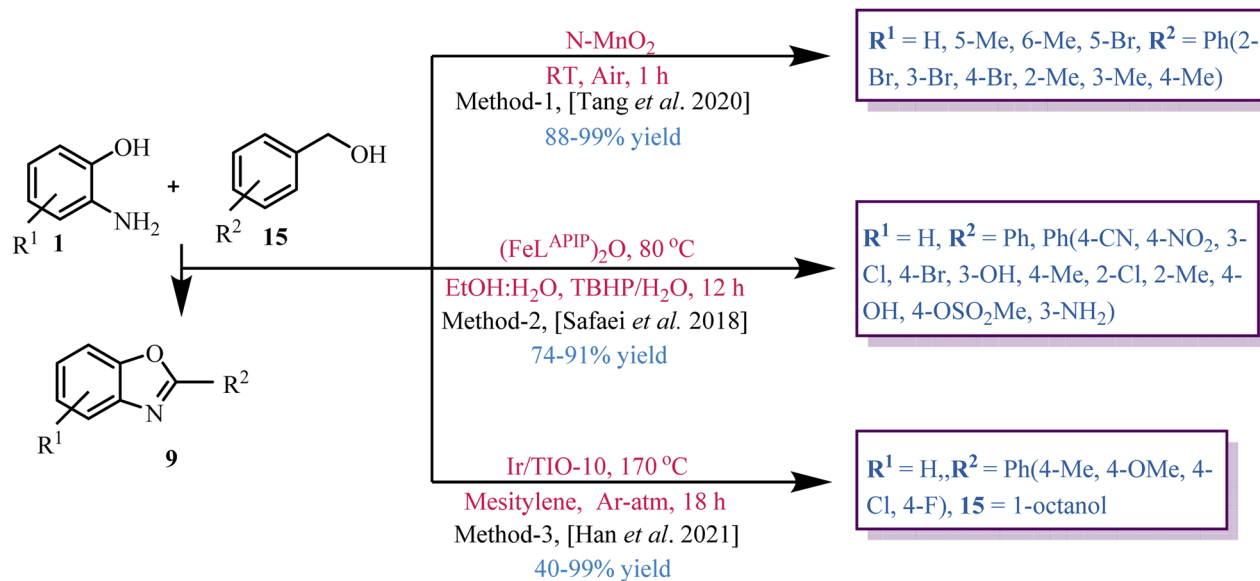 OH
NH₂
R¹
1
+
OH
R²
15
O
N
R²
R¹
9
N-MnO₂
RT, Air, 1 h
Method-1, [Tang et al. 2020]
88-99% yield
R¹ = H, 5-Me, 6-Me, 5-Br, R² = Ph(2-
Br, 3-Br, 4-Br, 2-Me, 3-Me, 4-Me)
(FeLᴬᴾᴵᴾ)₂O, 80 ºC
EtOH:H₂O, TBHP/H₂O, 12 h
Method-2, [Safaei et al. 2018]
74-91% yield
R¹ = H, R² = Ph, Ph(4-CN, 4-NO₂, 3-
Cl, 4-Br, 3-OH, 4-Me, 2-Cl, 2-Me, 4-
OH, 4-OSO₂Me, 3-NH₂)
Ir/TIO-10, 170 ºC
Mesitylene, Ar-atm, 18 h
Method-3, [Han et al. 2021]
40-99% yield
R¹ = H,,R² = Ph(4-Me, 4-OMe, 4-
Cl, 4-F), 15 = 1-octanol